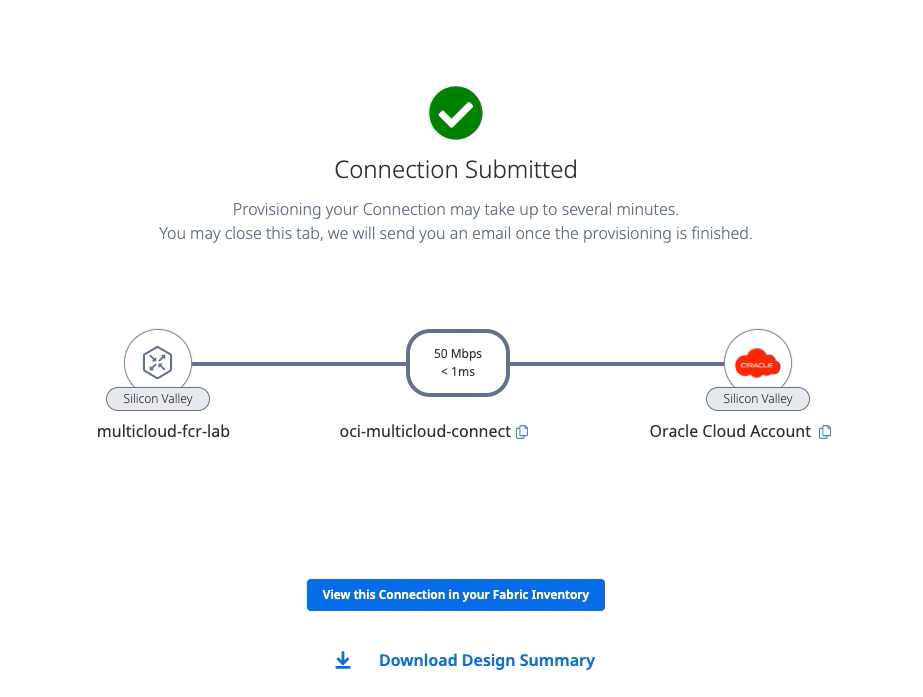 Connection Submitted
Provisioning your Connection may take up to several minutes.
You may close this tab, we will send you an email once the provisioning is finished.
50 Mbps
< 1ms
ORACLE
Silicon Valley
Silicon Valley
multicloud-fcr-lab
oci-multicloud-connect
Oracle Cloud Account
View this Connection in your Fabric Inventory
Download Design Summary